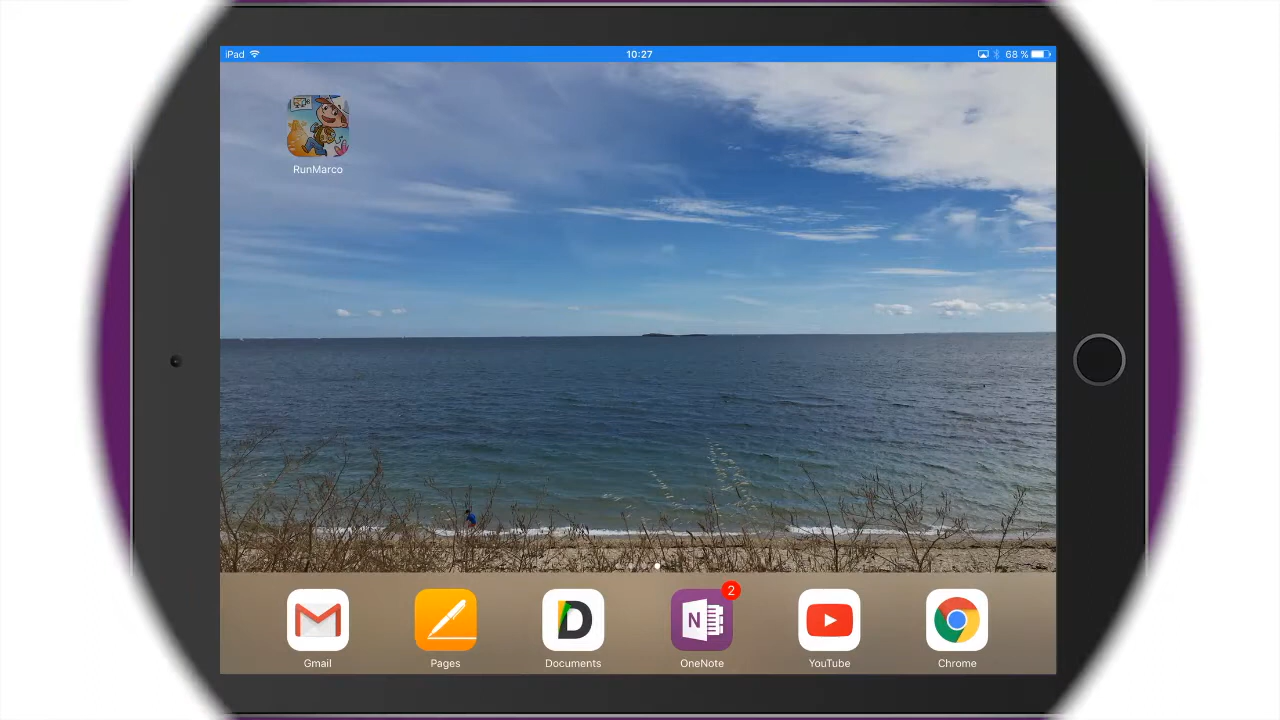 iPad 10:27 68 %
RunMarco
2
N
D
Gmail Pages Documents OneNote YouTube Chrome